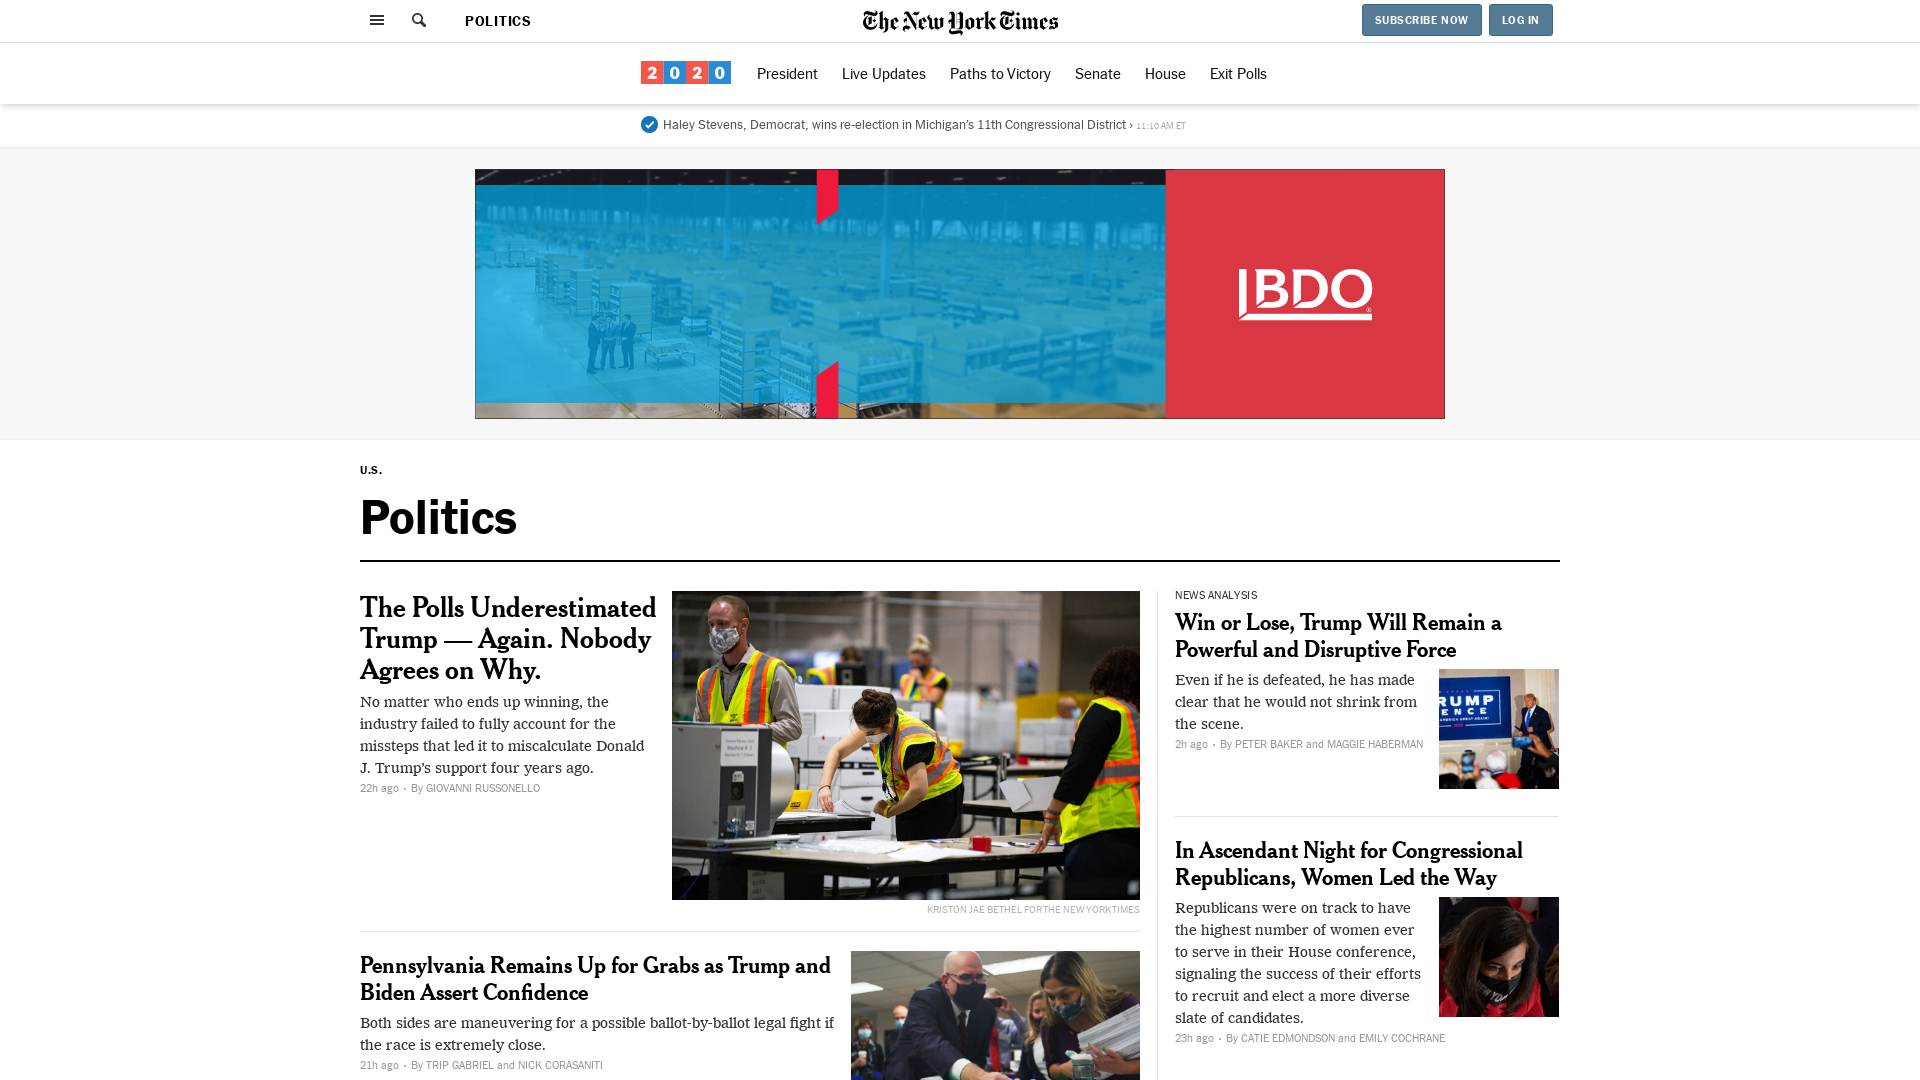 POLITICS
The New York Times
SUBSCRIBE NOW
LOG IN
2020
President
Live Updates
Paths to Victory
Senate
House
Exit Polls
Haley Stevens, Democrat, wins re-election in Michigan’s 11th Congressional District › 11:10 AM ET
BDO
U.S.
Politics
The Polls Underestimated
Trump — Again. Nobody
Agrees on Why.
No matter who ends up winning, the
industry failed to fully account for the
missteps that led it to miscalculate Donald
J. Trump’s support four years ago.
22h ago · By GIOVANNI RUSSONELLO
KRISTON JAE BETHEL FOR THE NEW YORK TIMES
Pennsylvania Remains Up for Grabs as Trump and
Biden Assert Confidence
Both sides are maneuvering for a possible ballot-by-ballot legal fight if
the race is extremely close.
21h ago · By TRIP GABRIEL and NICK CORASANITI
NEWS ANALYSIS
Win or Lose, Trump Will Remain a
Powerful and Disruptive Force
Even if he is defeated, he has made
clear that he would not shrink from
the scene.
2h ago · By PETER BAKER and MAGGIE HABERMAN
RUMP
ENCE
In Ascendant Night for Congressional
Republicans, Women Led the Way
Republicans were on track to have
the highest number of women ever
to serve in their House conference,
signaling the success of their efforts
to recruit and elect a more diverse
slate of candidates.
23h ago · By CATIE EDMONDSON and EMILY COCHRANE